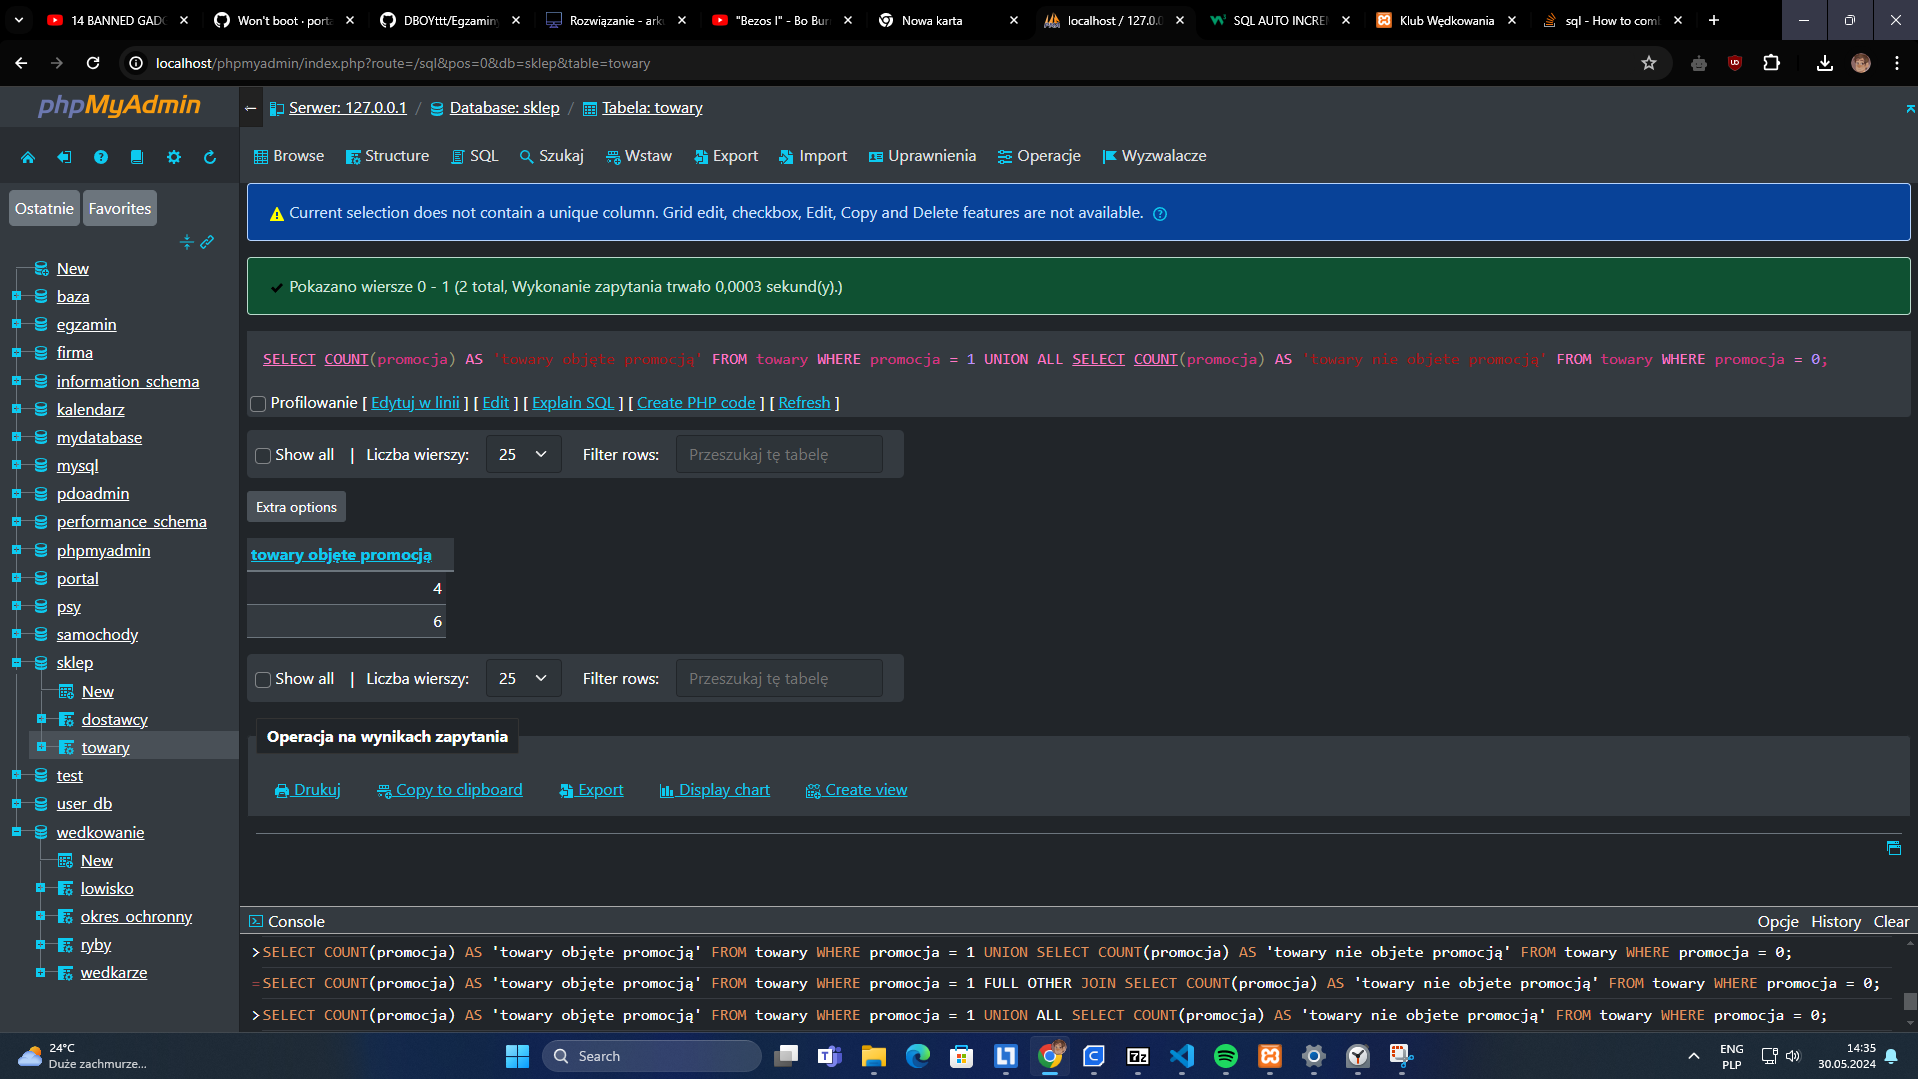 14 BANNED GADG
Won't boot · porta
DBOYttt/Egzaminy
Rozwiązanie - arku
"Bezos I" - Bo Burn
Nowa karta
localhost / 127.0.0
SQL AUTO INCREM
Klub Wędkowania
sql - How to comb
localhost/phpmyadmin/index.php?route=/sql&pos=0&db=sklep&table=towary
phpMyAdmin
Serwer: 127.0.0.1 / Database: sklep / Tabela: towary
Browse Structure SQL Szukaj Wstaw Export Import Uprawnienia Operacje Wyzwalacze
Ostatnie Favorites
New
baza
egzamin
firma
information_schema
kalendarz
mydatabase
mysql
pdoadmin
performance_schema
phpmyadmin
portal
psy
samochody
sklep
New
dostawcy
towary
test
user_db
wedkowanie
New
lowisko
okres_ochronny
ryby
wedkarze
Current selection does not contain a unique column. Grid edit, checkbox, Edit, Copy and Delete features are not available.
Pokazano wiersze 0 - 1 (2 total, Wykonanie zapytania trwało 0,0003 sekund(y).)
SELECT COUNT(promocja) AS 'towary objęte promocją' FROM towary WHERE promocja = 1 UNION ALL SELECT COUNT(promocja) AS 'towary nie objete promocją' FROM towary WHERE promocja = 0;
Profilowanie [ Edytuj w linii ] [ Edit ] [ Explain SQL ] [ Create PHP code ] [ Refresh ]
Show all | Liczba wierszy: 25 Filter rows: Przeszukaj tę tabelę
Extra options
towary objęte promocją
4
6
Show all | Liczba wierszy: 25 Filter rows: Przeszukaj tę tabelę
Operacja na wynikach zapytania
Drukuj Copy to clipboard Export Display chart Create view
Console Opcje History Clear
>SELECT COUNT(promocja) AS 'towary objęte promocją' FROM towary WHERE promocja = 1 UNION SELECT COUNT(promocja) AS 'towary nie objete promocją' FROM towary WHERE promocja = 0;
=SELECT COUNT(promocja) AS 'towary objęte promocją' FROM towary WHERE promocja = 1 FULL OTHER JOIN SELECT COUNT(promocja) AS 'towary nie objete promocją' FROM towary WHERE promocja = 0;
>SELECT COUNT(promocja) AS 'towary objęte promocją' FROM towary WHERE promocja = 1 UNION ALL SELECT COUNT(promocja) AS 'towary nie objete promocją' FROM towary WHERE promocja = 0;
24°C
Duże zachmurze...
Search
ENG
PLP
14:35
30.05.2024